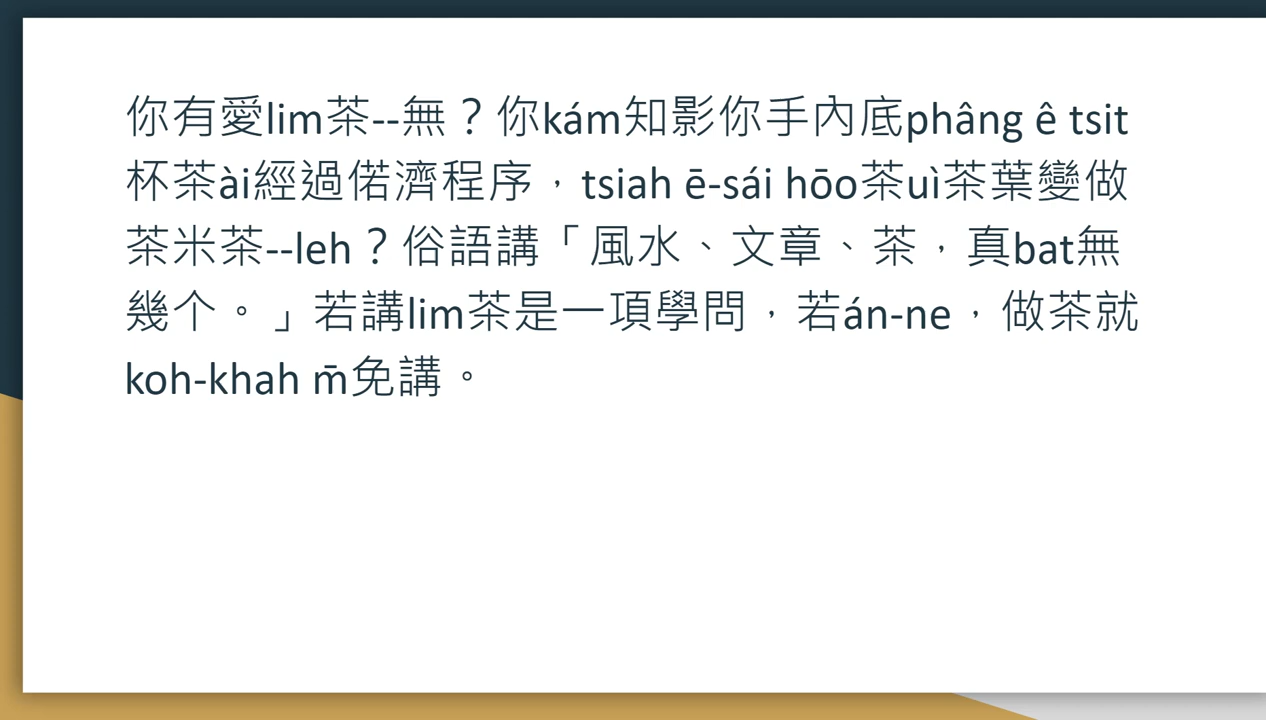 你有愛lim茶--無？你kám知影你手內底phâng ê tsit
杯茶ài經過偌濟程序，tsiah ē-sái hōo茶uì茶葉變做
茶米茶--leh？俗語講「風水、文章、茶，真bat無
幾个。」若講lim茶是一項學問，若án-ne，做茶就
koh-khah m̄免講。